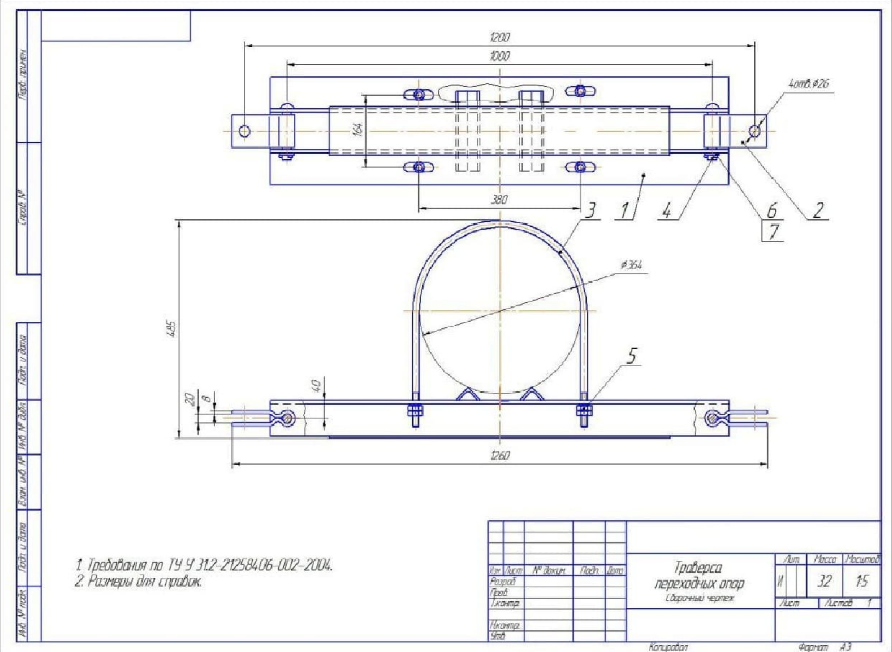 Перв. примен.
Справ. №
Подп. и дата
Инв. № дубл.
Взам. инв. №
Подп. и дата
Инв. № подл.
1200
1000
4отв.⌀26
164
380
3
1
4
6
7
2
⌀364
485
5
40
20
8
1260
1. Требования по ТУ У 31.2-21258406-002-2004.
2. Размеры для справок.
Изм. Лист № докум. Подп. Дата
Разраб.
Пров.
Т.контр.
Н.контр.
Утв.
Траверса
переходных опор
Сборочный чертеж
Лит. Масса Масштаб
И 32 1:5
Лист Листов 1
Копировал Формат А3